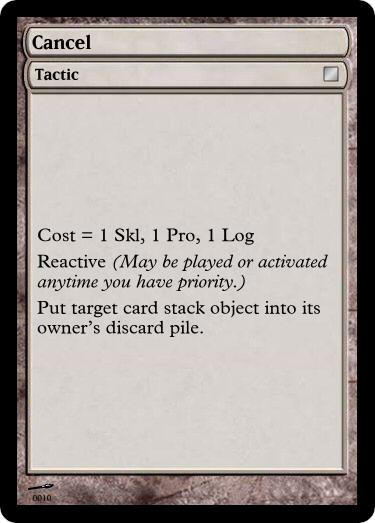 Cancel
Tactic
Cost = 1 Skl, 1 Pro, 1 Log
Reactive (May be played or activated
anytime you have priority.)
Put target card stack object into its
owner's discard pile.
0010